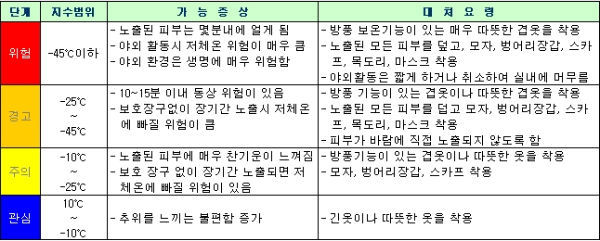 단계 지수범위 가 능 증 상 대 처 요 령
위험 -45℃이하
- 노출된 피부는 몇분내에 얼게 됨
- 야외 활동시 저체온 위험이 매우 큼
- 야외 환경은 생명에 매우 위험함
- 방풍 보온기능이 있는 매우 따뜻한 겹옷을 착용
- 노출된 모든 피부를 덮고, 모자, 벙어리장갑, 스카
프, 목도리, 마스크 착용
- 야외활동은 짧게 하거나 취소하여 실내에 머무름
경고
-25℃
~
-45℃
- 10~15분 이내 동상 위험이 있음
- 보호장구없이 장기간 노출시 저체온
에 빠질 위험이 큼
- 방풍 기능이 있는 겹옷이나 따뜻한 겹옷을 착용
- 노출된 모든 피부를 덮고 모자, 벙어리장갑, 스카
프, 목도리, 마스크 착용
- 피부가 바람에 직접 노출되지 않도록 함
주의
-10℃
~
-25℃
- 노출된 피부에 매우 찬기운이 느껴짐
- 보호 장구 없이 장기간 노출되면 저
체온에 빠질 위험이 있음
- 방풍기능이 있는 겹옷이나 따뜻한 옷을 착용
- 모자, 벙어리장갑, 스카프 착용
관심
10℃
~
-10℃
- 추위를 느끼는 불편함 증가
- 긴옷이나 따뜻한 옷을 착용